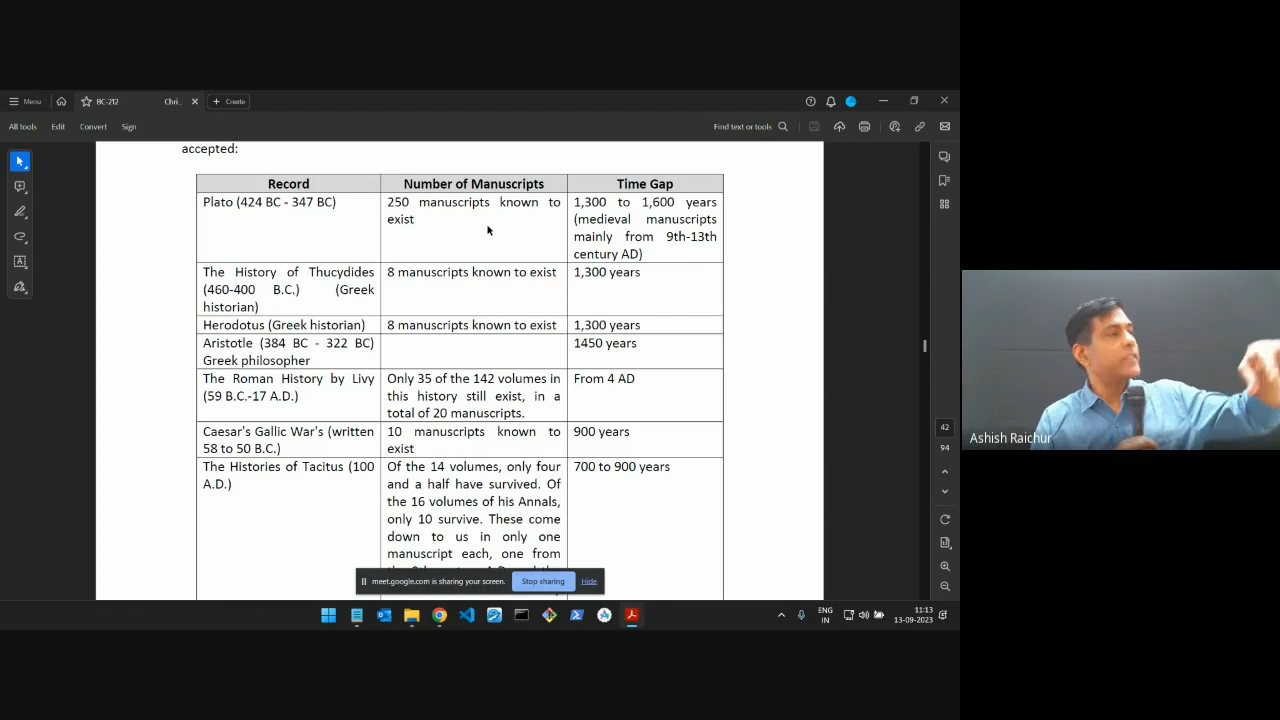 Menu
BC-212
Chri...
Create
All tools
Edit
Convert
Sign
Find text or tools
accepted:
Record
Number of Manuscripts
Time Gap
Plato (424 BC - 347 BC)
250 manuscripts known to
exist
1,300 to 1,600 years
(medieval manuscripts
mainly from 9th-13th
century AD)
The History of Thucydides
(460-400 B.C.) (Greek
historian)
8 manuscripts known to exist
1,300 years
Herodotus (Greek historian)
8 manuscripts known to exist
1,300 years
Aristotle (384 BC - 322 BC)
Greek philosopher
1450 years
The Roman History by Livy
(59 B.C.-17 A.D.)
Only 35 of the 142 volumes in
this history still exist, in a
total of 20 manuscripts.
From 4 AD
Caesar's Gallic War's (written
58 to 50 B.C.)
10 manuscripts known to
exist
900 years
The Histories of Tacitus (100
A.D.)
Of the 14 volumes, only four
and a half have survived. Of
the 16 volumes of his Annals,
only 10 survive. These come
down to us in only one
manuscript each, one from
700 to 900 years
meet.google.com is sharing your screen.
Stop sharing
Hide
42
94
ENG
IN
11:13
13-09-2023
Ashish Raichur